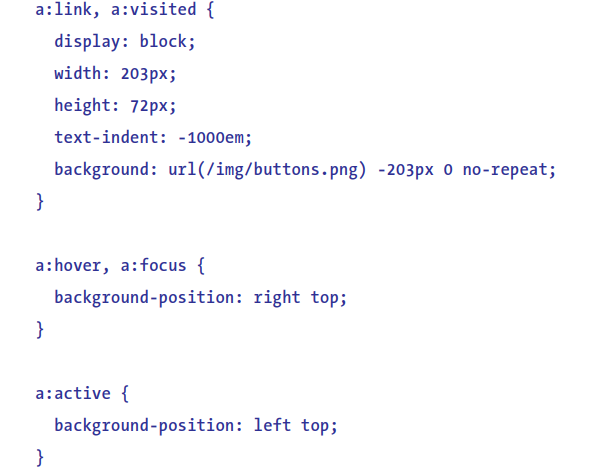 a:link, a:visited {
  display: block;
  width: 203px;
  height: 72px;
  text-indent: -1000em;
  background: url(/img/buttons.png) -203px 0 no-repeat;
}

a:hover, a:focus {
  background-position: right top;
}

a:active {
  background-position: left top;
}